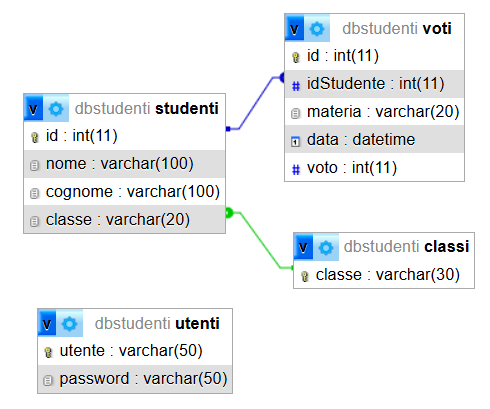 v dbstudenti studenti
id : int(11)
nome : varchar(100)
cognome : varchar(100)
classe : varchar(20)
v dbstudenti voti
id : int(11)
# idStudente : int(11)
materia : varchar(20)
data : datetime
# voto : int(11)
v dbstudenti classi
classe : varchar(30)
v dbstudenti utenti
utente : varchar(50)
password : varchar(50)